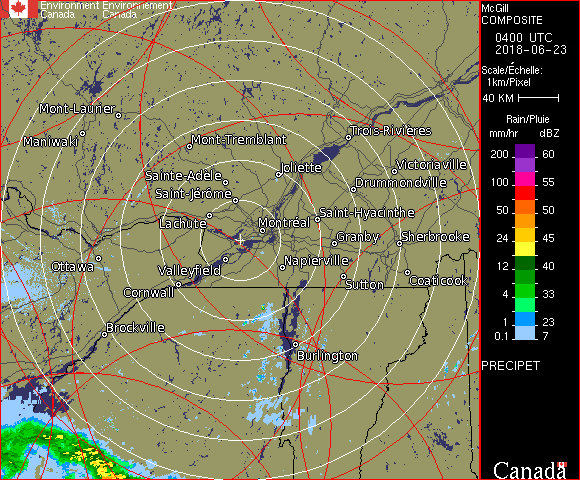 Environment Environnement
Canada Canada
McGill
COMPOSITE
0400 UTC
2018-06-23
Scale/Échelle:
1km/Pixel
40 KM
Rain/Pluie
mm/hr dBZ
200 60
150 57
100 55
50 50
24 45
12 40
4 33
1 23
0.1 7
PRECIPET
Canada
Mont-Laurier
Maniwaki
Mont-Tremblant
Trois-Rivières
Joliette
Victoriaville
Sainte-Adèle
Drummondville
Saint-Jérôme
Lachute
Montréal
Saint-Hyacinthe
Granby
Sherbrooke
Ottawa
Valleyfield
Napierville
Cornwall
Sutton
Coaticook
Brockville
Burlington